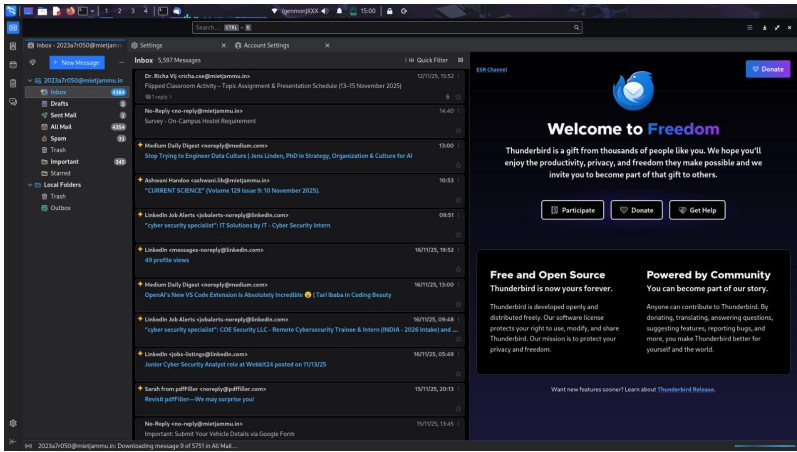 1 2 3 4
(genmon)XXX
15:00
Search... CTRL + K
Inbox - 2023a7r050@mietjamm
Settings
Account Settings
+ New Message
2023a7r050@mietjammu.in
Inbox 4384
Drafts
Sent Mail
All Mail 4354
Spam
Trash
Important 345
Starred
Local Folders
Trash
Outbox
Inbox 5,597 Messages
Quick Filter
Dr. Richa Vij <richa.cse@mietjammu.in> 12/11/25, 15:52
Flipped Classroom Activity – Topic Assignment & Presentation Schedule (13–15 November 2025)
1 reply >
No-Reply <no-reply@mietjammu.in> 14:40
Survey - On-Campus Hostel Requirement
Medium Daily Digest <noreply@medium.com> 13:00
Stop Trying to Engineer Data Culture | Jens Linden, PhD in Strategy, Organization & Culture for AI
Ashwani Handoo <ashwani.lib@mietjammu.in> 10:53
"CURRENT SCIENCE" (Volume 129 Issue 9: 10 November 2025).
LinkedIn Job Alerts <jobalerts-noreply@linkedin.com> 09:51
"cyber security specialist": IT Solutions by IT - Cyber Security Intern
LinkedIn <messages-noreply@linkedin.com> 16/11/25, 19:52
49 profile views
Medium Daily Digest <noreply@medium.com> 16/11/25, 13:00
OpenAI's New VS Code Extension Is Absolutely Incredible 😮 | Tari Ibaba in Coding Beauty
LinkedIn Job Alerts <jobalerts-noreply@linkedin.com> 16/11/25, 09:48
"cyber security specialist": COE Security LLC - Remote Cybersecurity Trainee & Intern (INDIA - 2026 Intake) and ...
LinkedIn <jobs-listings@linkedin.com> 16/11/25, 05:49
Junior Cyber Security Analyst role at Webkit24 posted on 11/13/25
Sarah from pdfFiller <noreply@pdffiller.com> 15/11/25, 20:13
Revisit pdfFiller—We may surprise you!
No-Reply <no-reply@mietjammu.in> 15/11/25, 13:45
Important: Submit Your Vehicle Details via Google Form
ESR Channel
Donate
Welcome to Freedom
Thunderbird is a gift from thousands of people like you. We hope you'll
enjoy the productivity, privacy, and freedom they make possible and we
invite you to become part of that gift to others.
Participate
Donate
Get Help
Free and Open Source
Thunderbird is now yours forever.
Thunderbird is developed openly and
distributed freely. Our software license
protects your right to use, modify, and share
Thunderbird. Our mission is to protect your
privacy and freedom.
Powered by Community
You can become part of our story.
Anyone can contribute to Thunderbird. By
donating, translating, answering questions,
suggesting features, reporting bugs, and
more, you make Thunderbird better for
yourself and the world.
Want new features sooner? Learn about Thunderbird Release.
2023a7r050@mietjammu.in: Downloading message 9 of 5751 in All Mail...